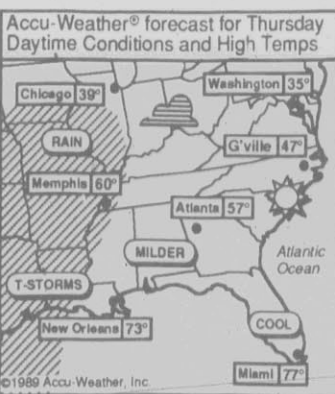 Accu-Weather® forecast for Thursday
Daytime Conditions and High Temps
Washington 35°
Chicago 39°
RAIN
G'ville 47°
Memphis 60°
Atlanta 57°
MILDER
Atlantic
Ocean
T-STORMS
New Orleans 73°
COOL
Miami 77°
©1989 Accu-Weather, Inc.